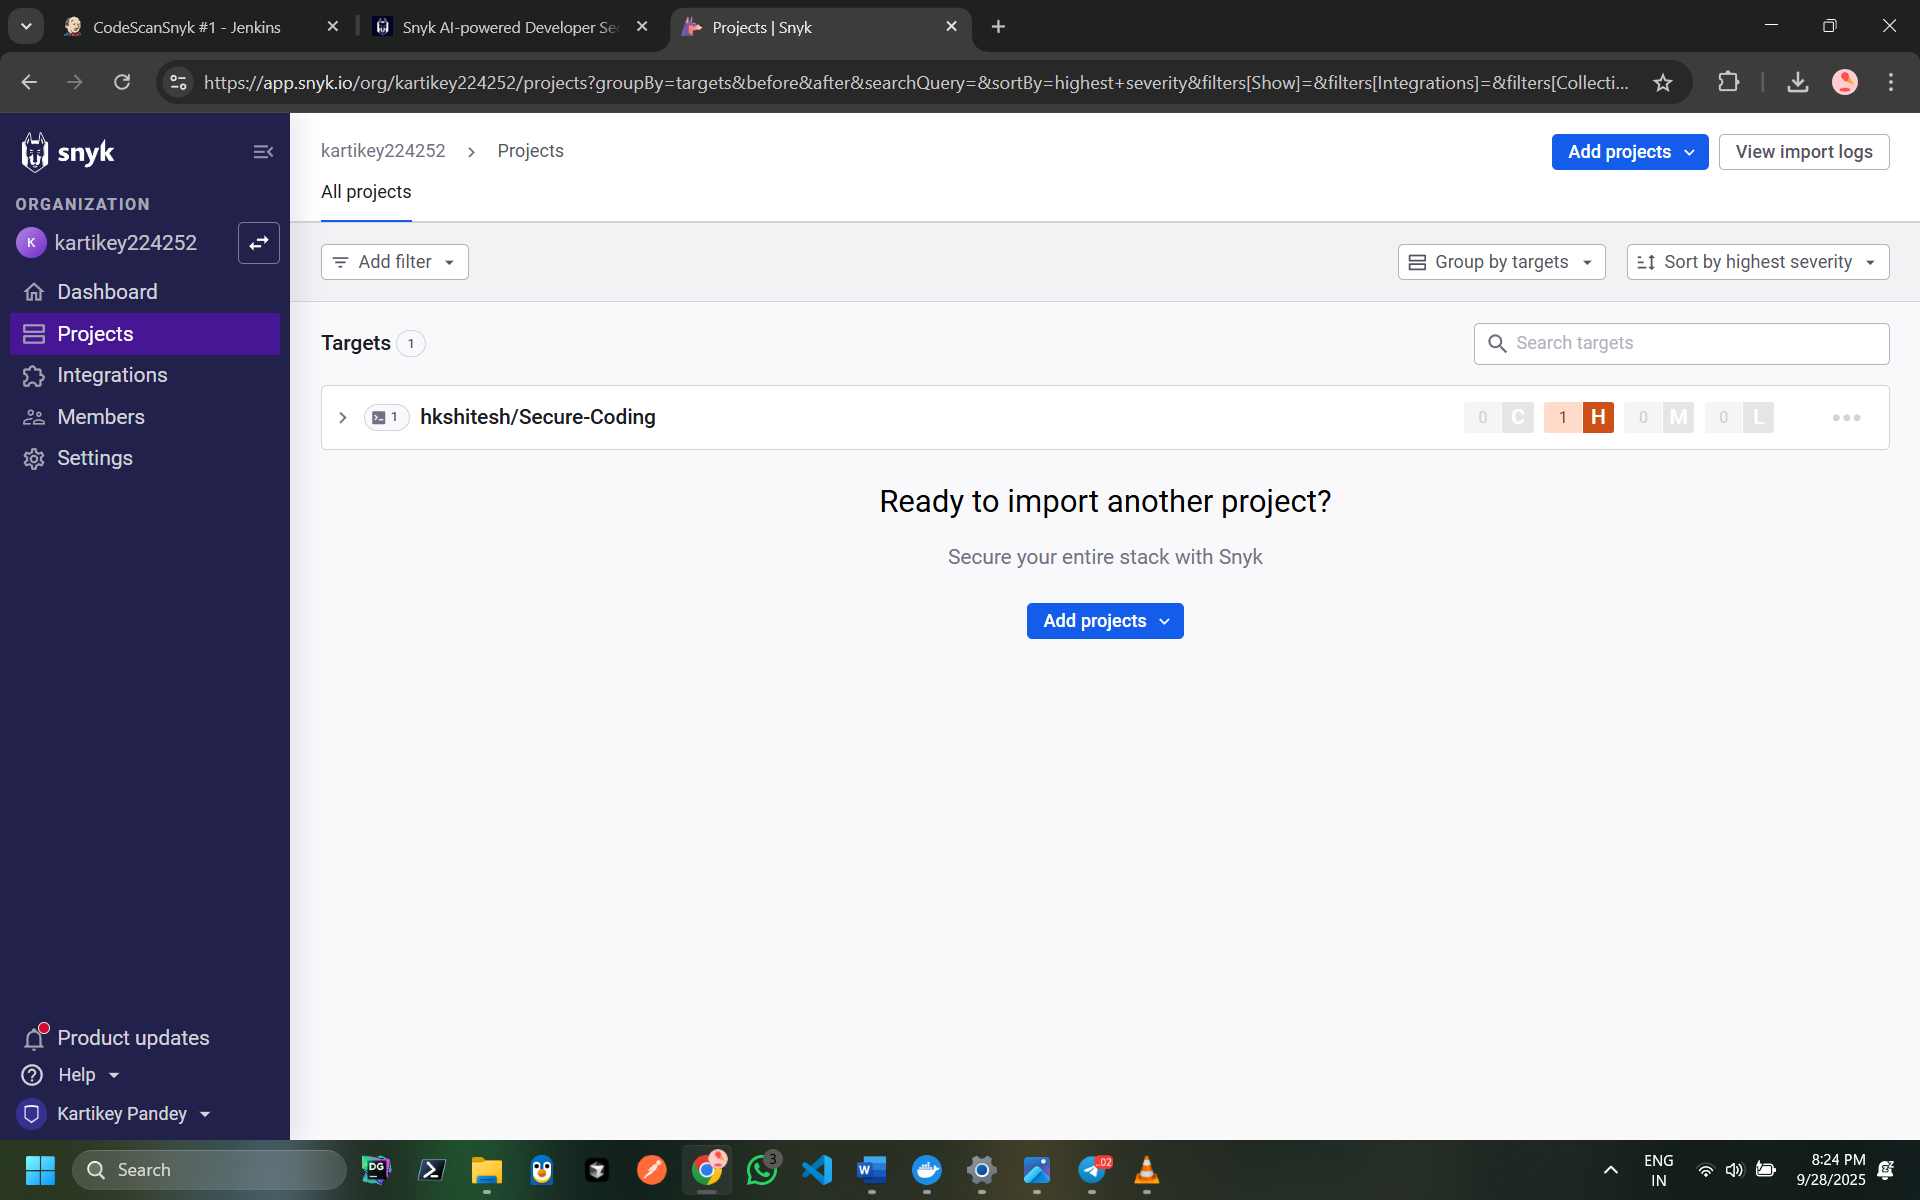 CodeScanSnyk #1 - Jenkins
Snyk AI-powered Developer Sec
Projects | Snyk
https://app.snyk.io/org/kartikey224252/projects?groupBy=targets&before&after&searchQuery=&sortBy=highest+severity&filters[Show]=&filters[Integrations]=&filters[Collecti...
snyk
ORGANIZATION
K kartikey224252
Dashboard
Projects
Integrations
Members
Settings
Product updates
Help
Kartikey Pandey
kartikey224252 > Projects
Add projects
View import logs
All projects
Add filter
Group by targets
Sort by highest severity
Targets 1
Search targets
1 hkshitesh/Secure-Coding 0 C 1 H 0 M 0 L
Ready to import another project?
Secure your entire stack with Snyk
Add projects
Search
DG
3
..02
ENG
IN
8:24 PM
9/28/2025